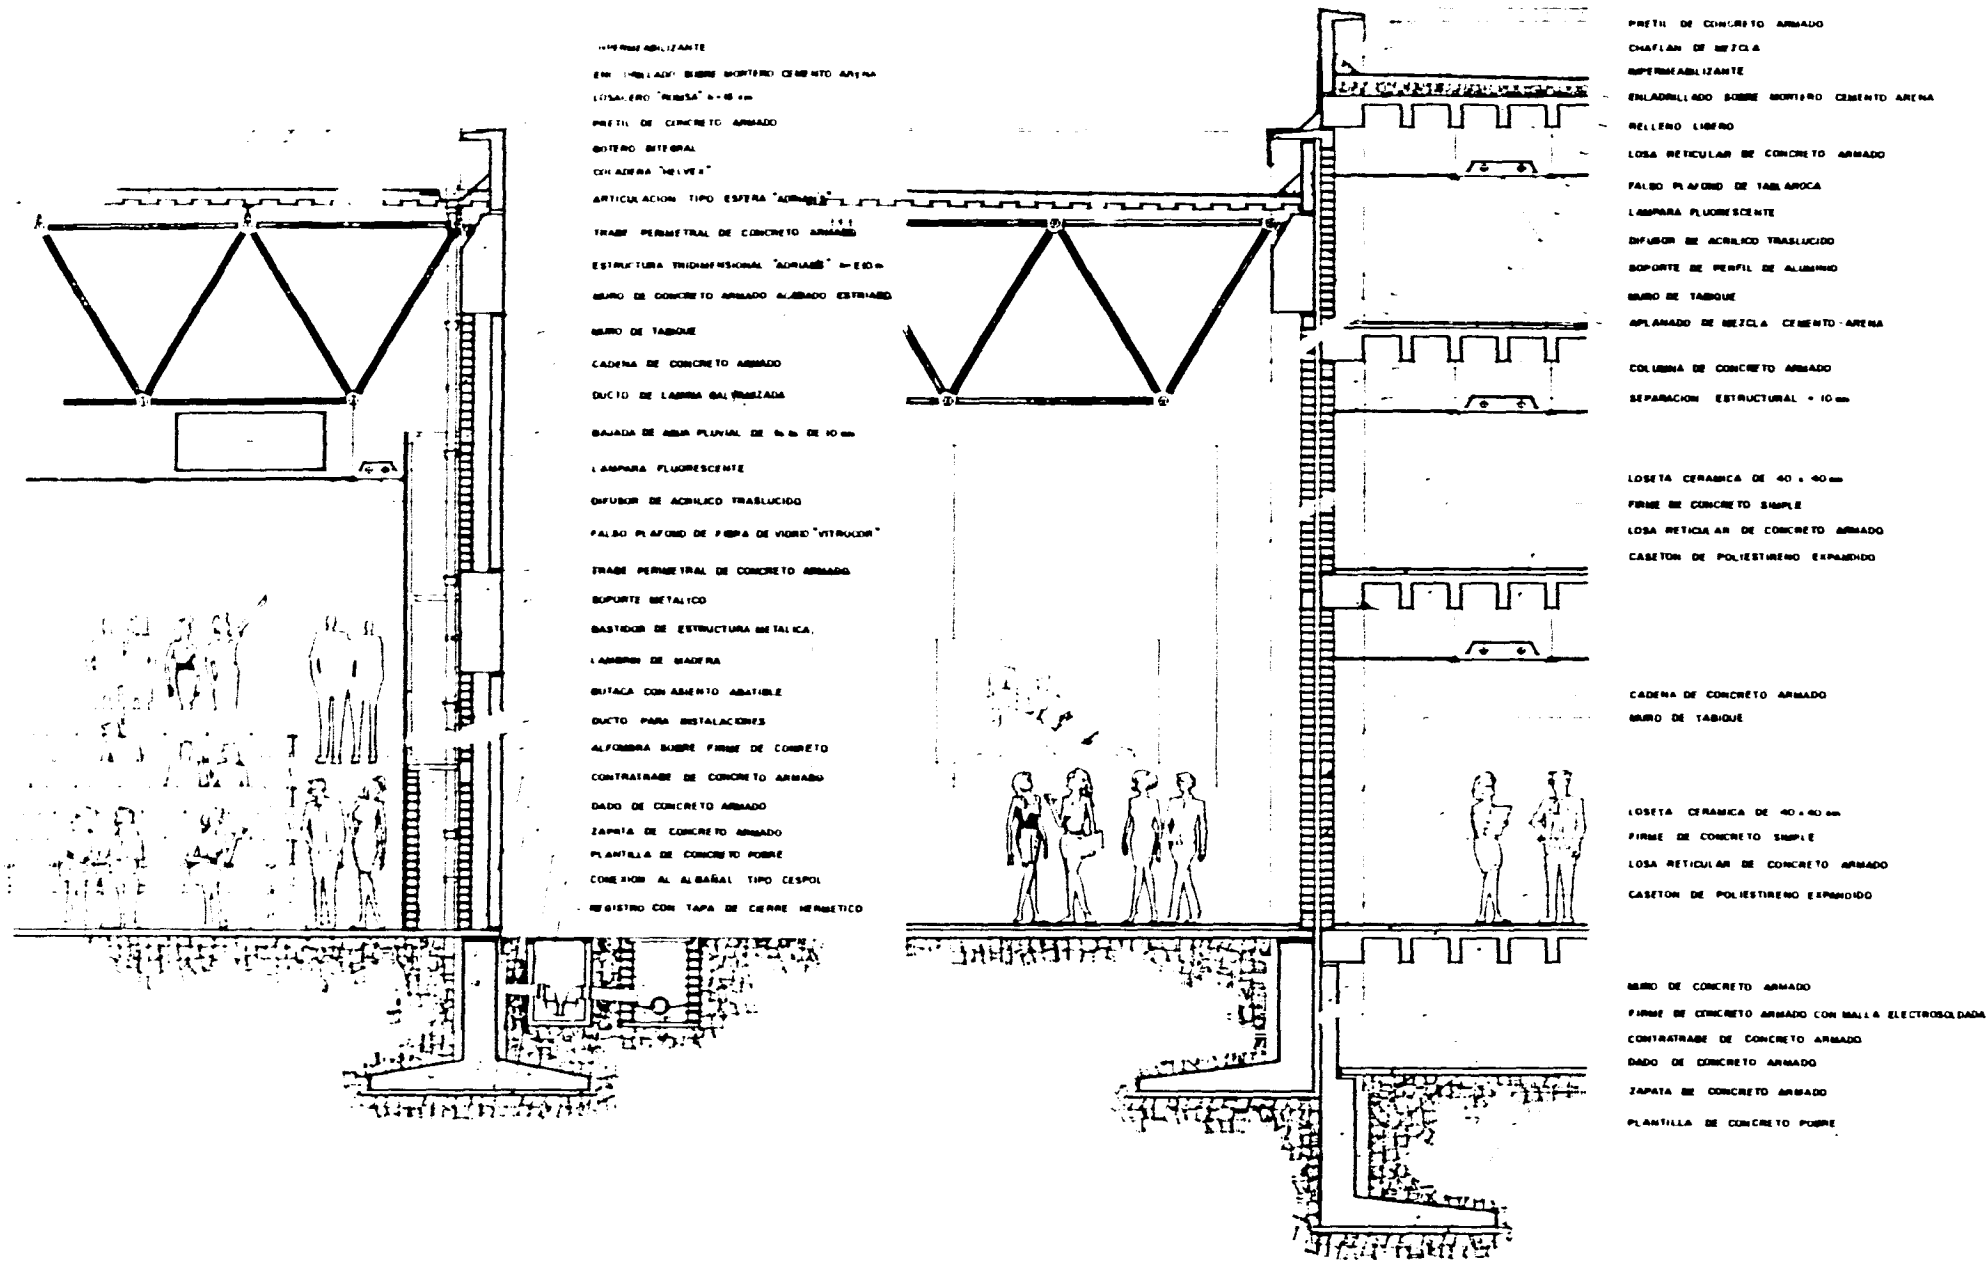 IMPERMEABILIZANTE
SOBRE MORTERO CEMENTO ARENA
LOSACERO "ROMSA"
PRETIL DE CONCRETO ARMADO
BOTERO INTEGRAL
COLADERA "HELVEX"
ARTICULACION TIPO ESFERA
TRABE PERIMETRAL DE CONCRETO ARMADO
ESTRUCTURA TRIDIMENSIONAL
MURO DE CONCRETO ARMADO ACABADO ESTRIADO
MURO DE TABIQUE
CADENA DE CONCRETO ARMADO
DUCTO DE LAMINA GALVANIZADA
BAJADA DE AGUA PLUVIAL DE DE 10 cm
LAMPARA FLUORESCENTE
DIFUSOR DE ACRILICO TRASLUCIDO
FALSO PLAFOND DE FIBRA DE VIDRIO "VITROCOR"
TRABE PERIMETRAL DE CONCRETO ARMADO
SOPORTE METALICO
BASTIDOR DE ESTRUCTURA METALICA
LAMBRIN DE MADERA
BUTACA CON ASIENTO ABATIBLE
DUCTO PARA INSTALACIONES
ALFOMBRA SOBRE FIRME DE CONRETO
CONTRATRABE DE CONCRETO ARMADO
DADO DE CONCRETO ARMADO
ZAPATA DE CONCRETO ARMADO
PLANTILLA DE CONCRETO POBRE
CONEXION AL ALBAÑAL TIPO CESPOL
REGISTRO CON TAPA DE CIERRE HERMETICO
PRETIL DE CONCRETO ARMADO
CHAFLAN DE MEZCLA
IMPERMEABILIZANTE
ENLADRILLADO SOBRE MORTERO CEMENTO ARENA
RELLENO LIGERO
LOSA RETICULAR DE CONCRETO ARMADO
FALSO PLAFOND DE TABLAROCA
LAMPARA FLUORESCENTE
DIFUSOR DE ACRILICO TRASLUCIDO
SOPORTE DE PERFIL DE ALUMINIO
MURO DE TABIQUE
APLANADO DE MEZCLA CEMENTO-ARENA
COLUMNA DE CONCRETO ARMADO
SEPARACION ESTRUCTURAL = 10 cm
LOSETA CERAMICA DE 40 x 40 cm
FIRME DE CONCRETO SIMPLE
LOSA RETICULAR DE CONCRETO ARMADO
CASETON DE POLIESTIRENO EXPANDIDO
CADENA DE CONCRETO ARMADO
MURO DE TABIQUE
LOSETA CERAMICA DE 40 x 40 cm
FIRME DE CONCRETO SIMPLE
LOSA RETICULAR DE CONCRETO ARMADO
CASETON DE POLIESTIRENO EXPANDIDO
MURO DE CONCRETO ARMADO
FIRME DE CONCRETO ARMADO CON MALLA ELECTROSOLDADA
CONTRATRABE DE CONCRETO ARMADO
DADO DE CONCRETO ARMADO
ZAPATA DE CONCRETO ARMADO
PLANTILLA DE CONCRETO POBRE